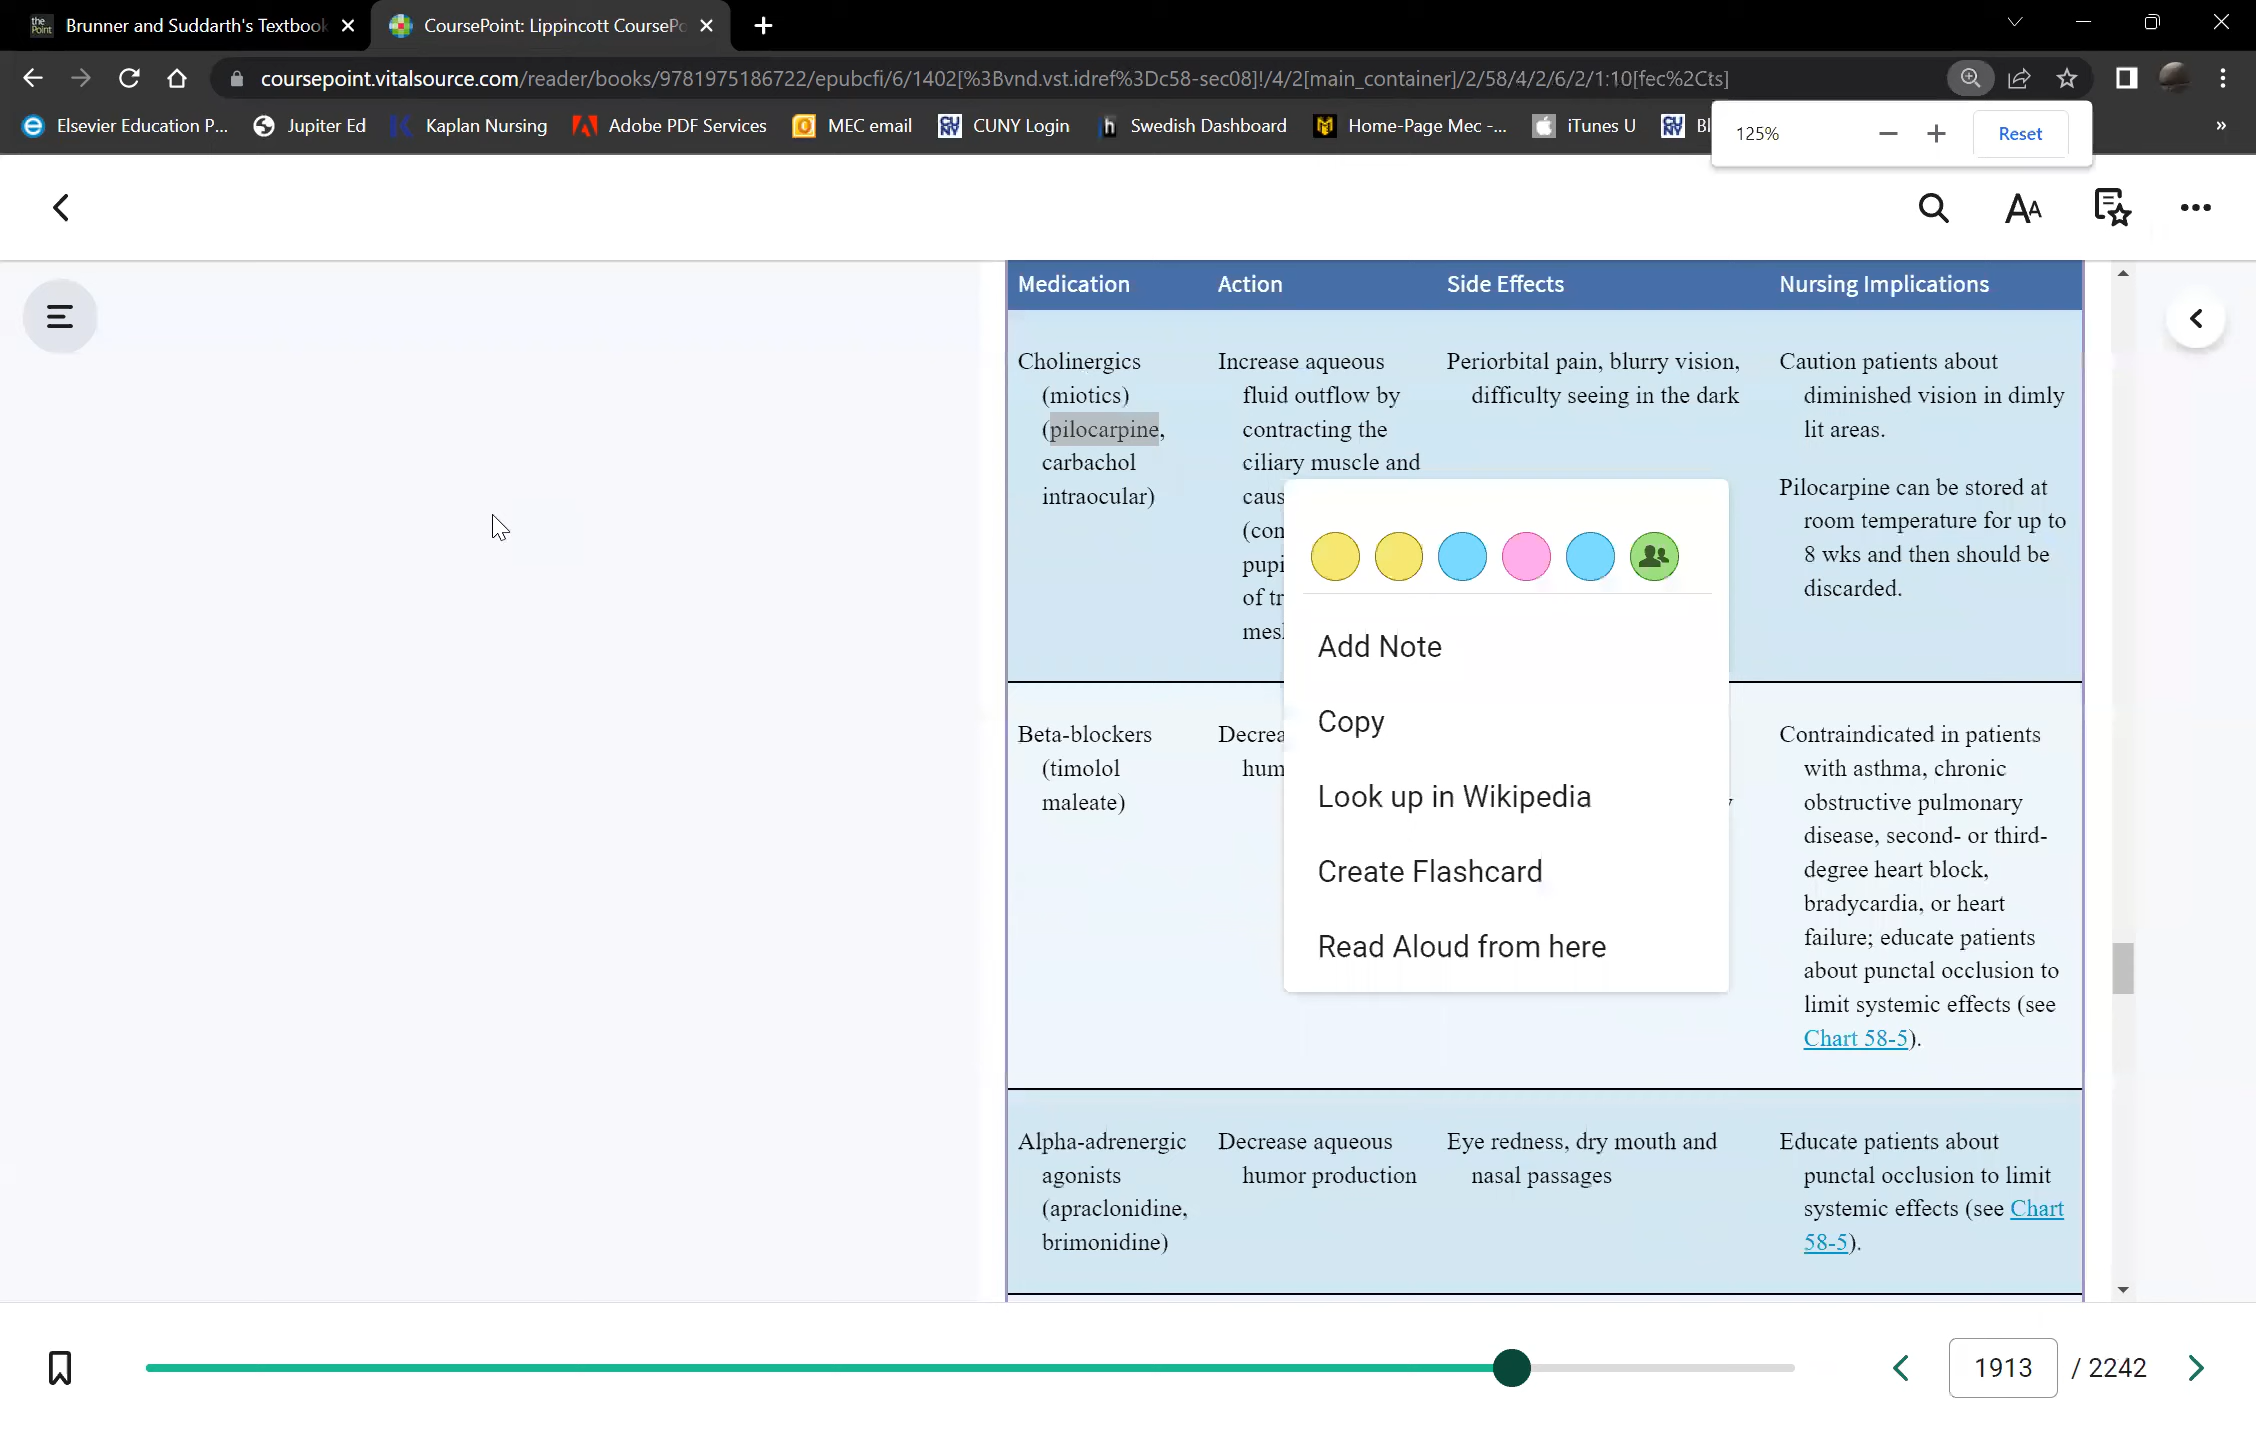 Brunner and Suddarth's Textbook
CoursePoint: Lippincott CoursePo
coursepoint.vitalsource.com/reader/books/9781975186722/epubcfi/6/1402[%3Bvnd.vst.idref%3Dc58-sec08]!/4/2[main_container]/2/58/4/2/6/2/1:10[fec%2Cts]
Elsevier Education P...
Jupiter Ed
Kaplan Nursing
Adobe PDF Services
MEC email
CUNY Login
Swedish Dashboard
Home-Page Mec -...
iTunes U
Bl
125%
Reset
Medication
Action
Side Effects
Nursing Implications
Cholinergics
(miotics)
(pilocarpine,
carbachol
intraocular)
Increase aqueous
fluid outflow by
contracting the
ciliary muscle and
caus
(con
pupi
of tr
mesh
Periorbital pain, blurry vision,
difficulty seeing in the dark
Caution patients about
diminished vision in dimly
lit areas.
Pilocarpine can be stored at
room temperature for up to
8 wks and then should be
discarded.
Add Note
Copy
Look up in Wikipedia
Create Flashcard
Read Aloud from here
Beta-blockers
(timolol
maleate)
Decrea
hum
Contraindicated in patients
with asthma, chronic
obstructive pulmonary
disease, second- or third-
degree heart block,
bradycardia, or heart
failure; educate patients
about punctal occlusion to
limit systemic effects (see
Chart 58-5).
Alpha-adrenergic
agonists
(apraclonidine,
brimonidine)
Decrease aqueous
humor production
Eye redness, dry mouth and
nasal passages
Educate patients about
punctal occlusion to limit
systemic effects (see Chart
58-5).
1913 / 2242